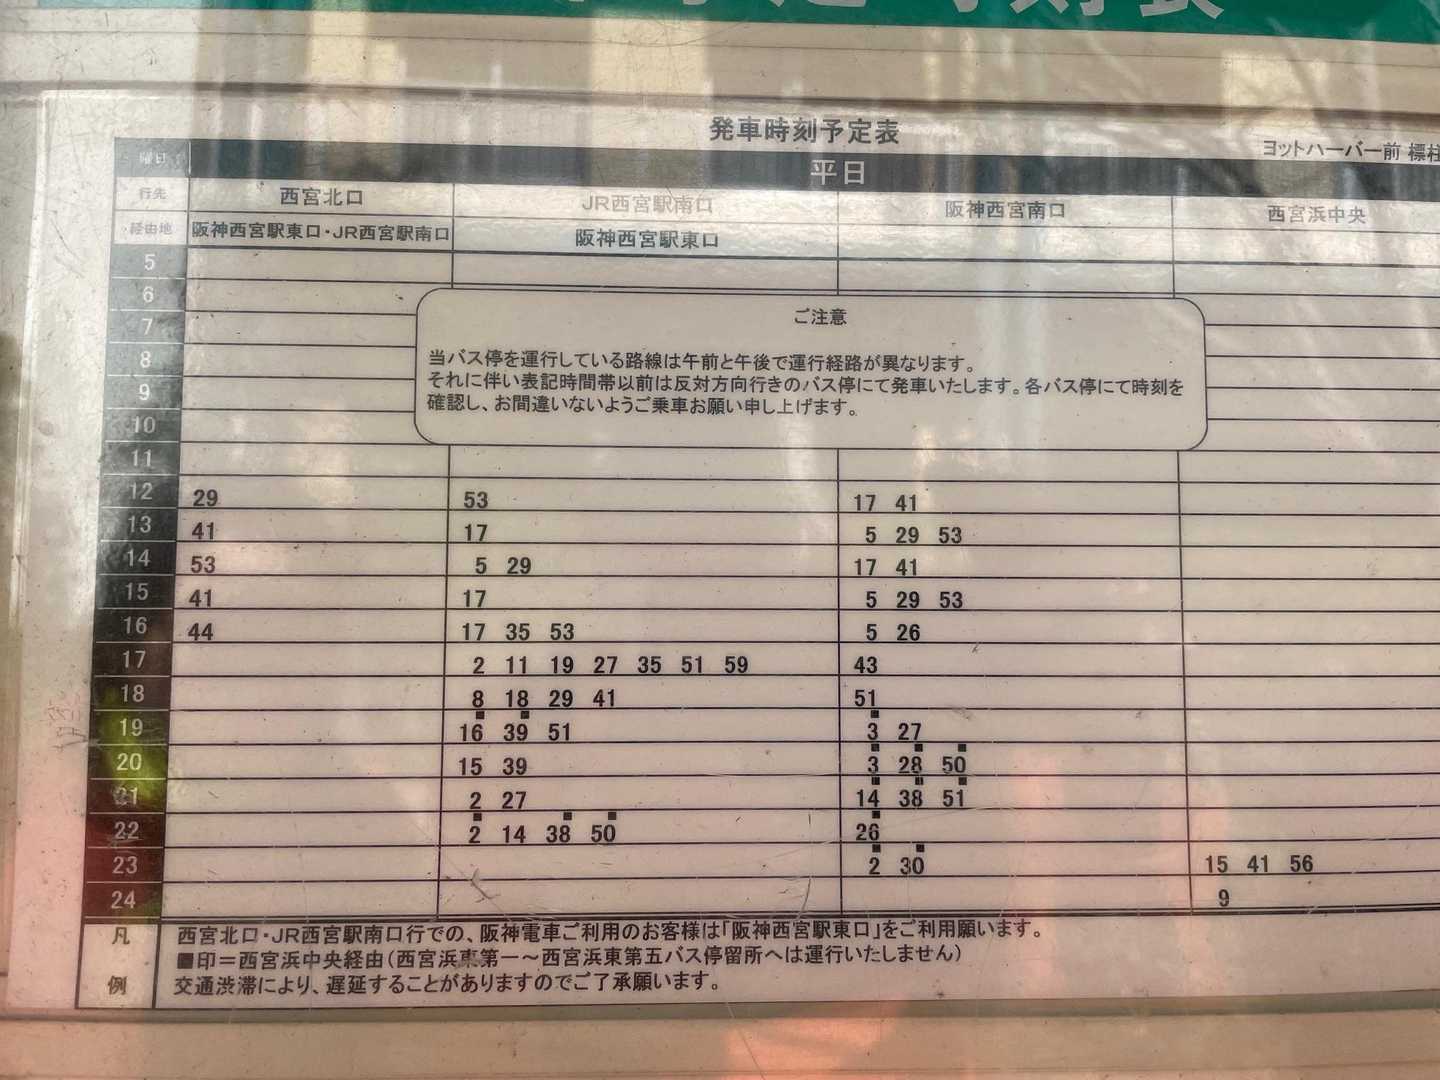 発車時刻予定表
ヨットハーバー前 標柱
曜日 平日
行先 西宮北口 JR西宮駅南口 阪神西宮南口 西宮浜中央
経由地 阪神西宮駅東口・JR西宮駅南口 阪神西宮駅東口
5
6
7
8
9
10
11
ご注意
当バス停を運行している路線は午前と午後で運行経路が異なります。
それに伴い表記時間帯以前は反対方向行きのバス停にて発車いたします。各バス停にて時刻を
確認し、お間違いないようご乗車お願い申し上げます。
12 29 53 17 41
13 41 17 5 29 53
14 53 5 29 17 41
15 41 17 5 29 53
16 44 17 35 53 5 26
17 2 11 19 27 35 51 59 43
18 8 18 29 41 51
19 ■16 ■39 51 ■3 27
20 15 39 ■3 ■28 ■50
21 2 27 ■14 ■38 ■51
22 ■2 14 ■38 ■50 ■26
23 ■2 ■30 15 41 56
24 9
凡例
西宮北口・JR西宮駅南口行での、阪神電車ご利用のお客様は「阪神西宮駅東口」をご利用願います。
■印＝西宮浜中央経由（西宮浜東第一～西宮浜東第五バス停留所へは運行いたしません）
交通渋滞により、遅延することがありますのでご了承願います。